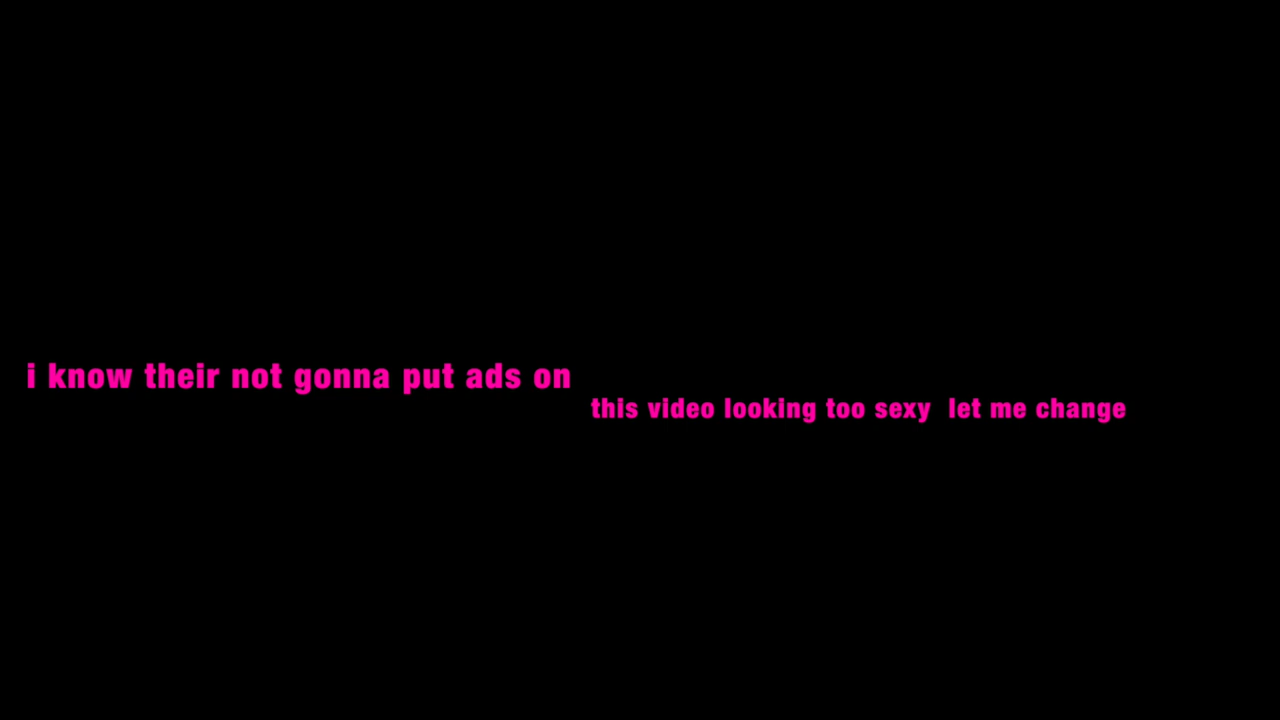 i know their not gonna put ads on
this video looking too sexy  let me change